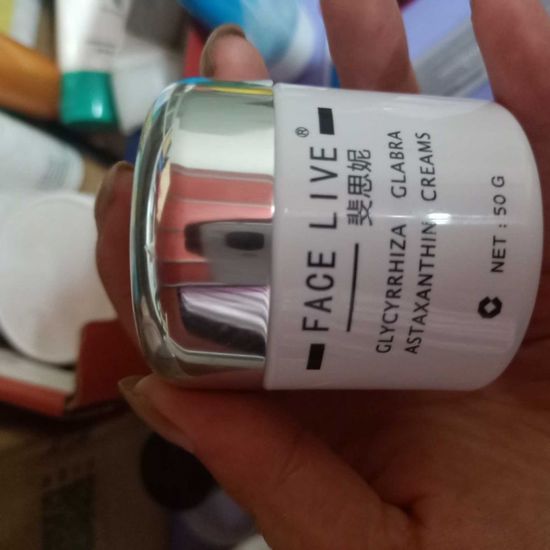 FACE LIVE®
斐思妮
GLYCYRRHIZA GLABRA
ASTAXANTHIN CREAMS
NET: 50 G